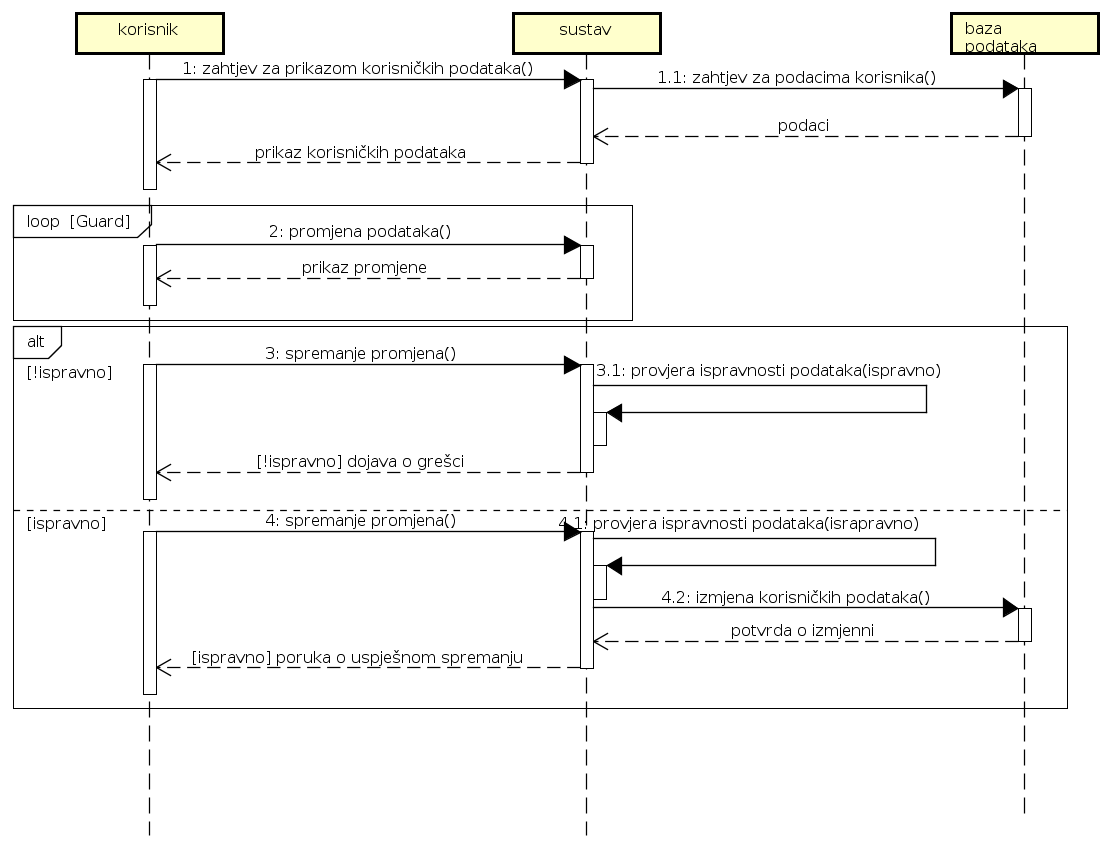 korisnik
sustav
baza
podataka
1: zahtjev za prikazom korisničkih podataka()
1.1: zahtjev za podacima korisnika()
podaci
prikaz korisničkih podataka
loop [Guard]
2: promjena podataka()
prikaz promjene
alt
[!ispravno]
3: spremanje promjena()
3.1: provjera ispravnosti podataka(ispravno)
[!ispravno] dojava o grešci
[ispravno]
4: spremanje promjena()
4.1: provjera ispravnosti podataka(israpravno)
4.2: izmjena korisničkih podataka()
potvrda o izmjenni
[ispravno] poruka o uspješnom spremanju